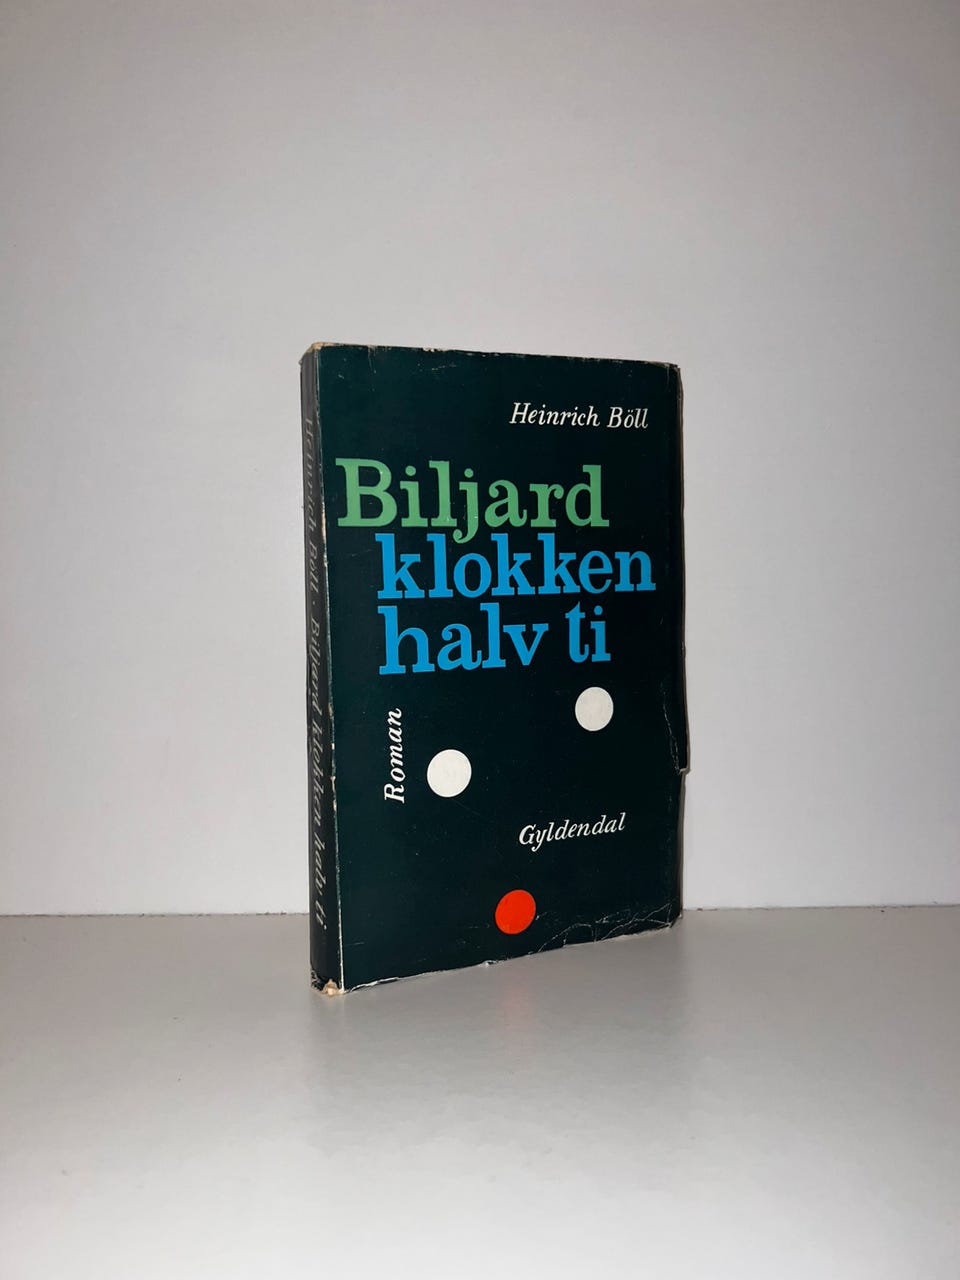 Heinrich Böll
Biljard
klokken
halv ti
Roman
Gyldendal
Heinrich Böll · Biljard klokken halv ti